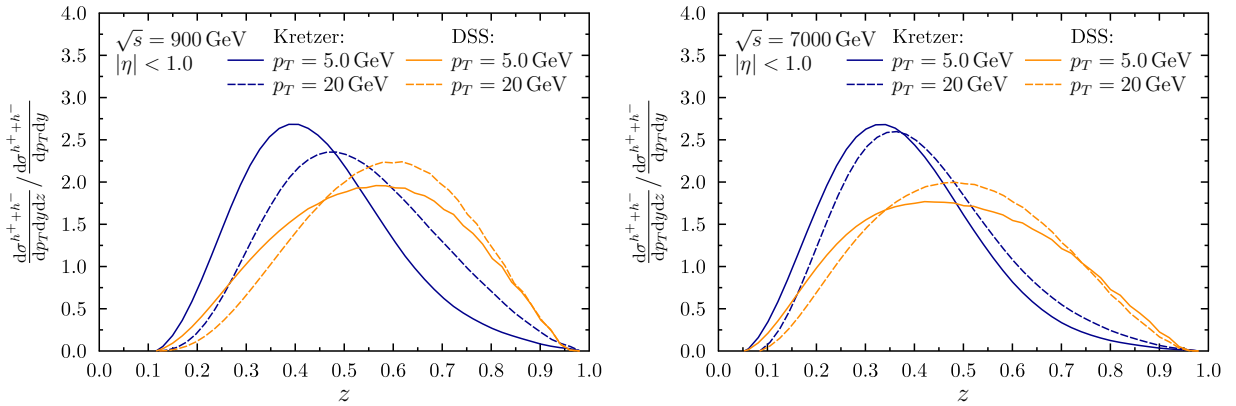 4.0
3.5
3.0
2.5
2.0
1.5
1.0
0.5
0.0
0.0 0.1 0.2 0.3 0.4 0.5 0.6 0.7 0.8 0.9 1.0
z
dσ^{h^+ + h^-} / dp_T dy dz / dσ^{h^+ + h^-} / dp_T dy
√s = 900 GeV
|η| < 1.0
Kretzer:
p_T = 5.0 GeV
p_T = 20 GeV
DSS:
p_T = 5.0 GeV
p_T = 20 GeV
4.0
3.5
3.0
2.5
2.0
1.5
1.0
0.5
0.0
0.0 0.1 0.2 0.3 0.4 0.5 0.6 0.7 0.8 0.9 1.0
z
dσ^{h^+ + h^-} / dp_T dy dz / dσ^{h^+ + h^-} / dp_T dy
√s = 7000 GeV
|η| < 1.0
Kretzer:
p_T = 5.0 GeV
p_T = 20 GeV
DSS:
p_T = 5.0 GeV
p_T = 20 GeV